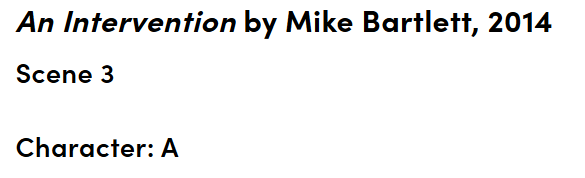 An Intervention by Mike Bartlett, 2014
Scene 3
Character: A